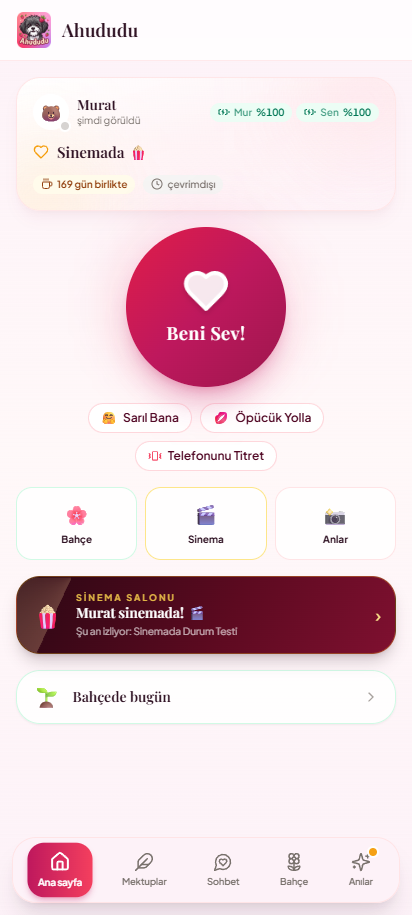 Ahududu
Ahududu
Murat
şimdi görüldü
Mur %100
Sen %100
Sinemada
169 gün birlikte
çevrimdışı
Beni Sev!
Sarıl Bana
Öpücük Yolla
Telefonunu Titret
Bahçe
Sinema
Anlar
SİNEMA SALONU
Murat sinemada!
Şu an izliyor: Sinemada Durum Testi
Bahçede bugün
Ana sayfa
Mektuplar
Sohbet
Bahçe
Anılar